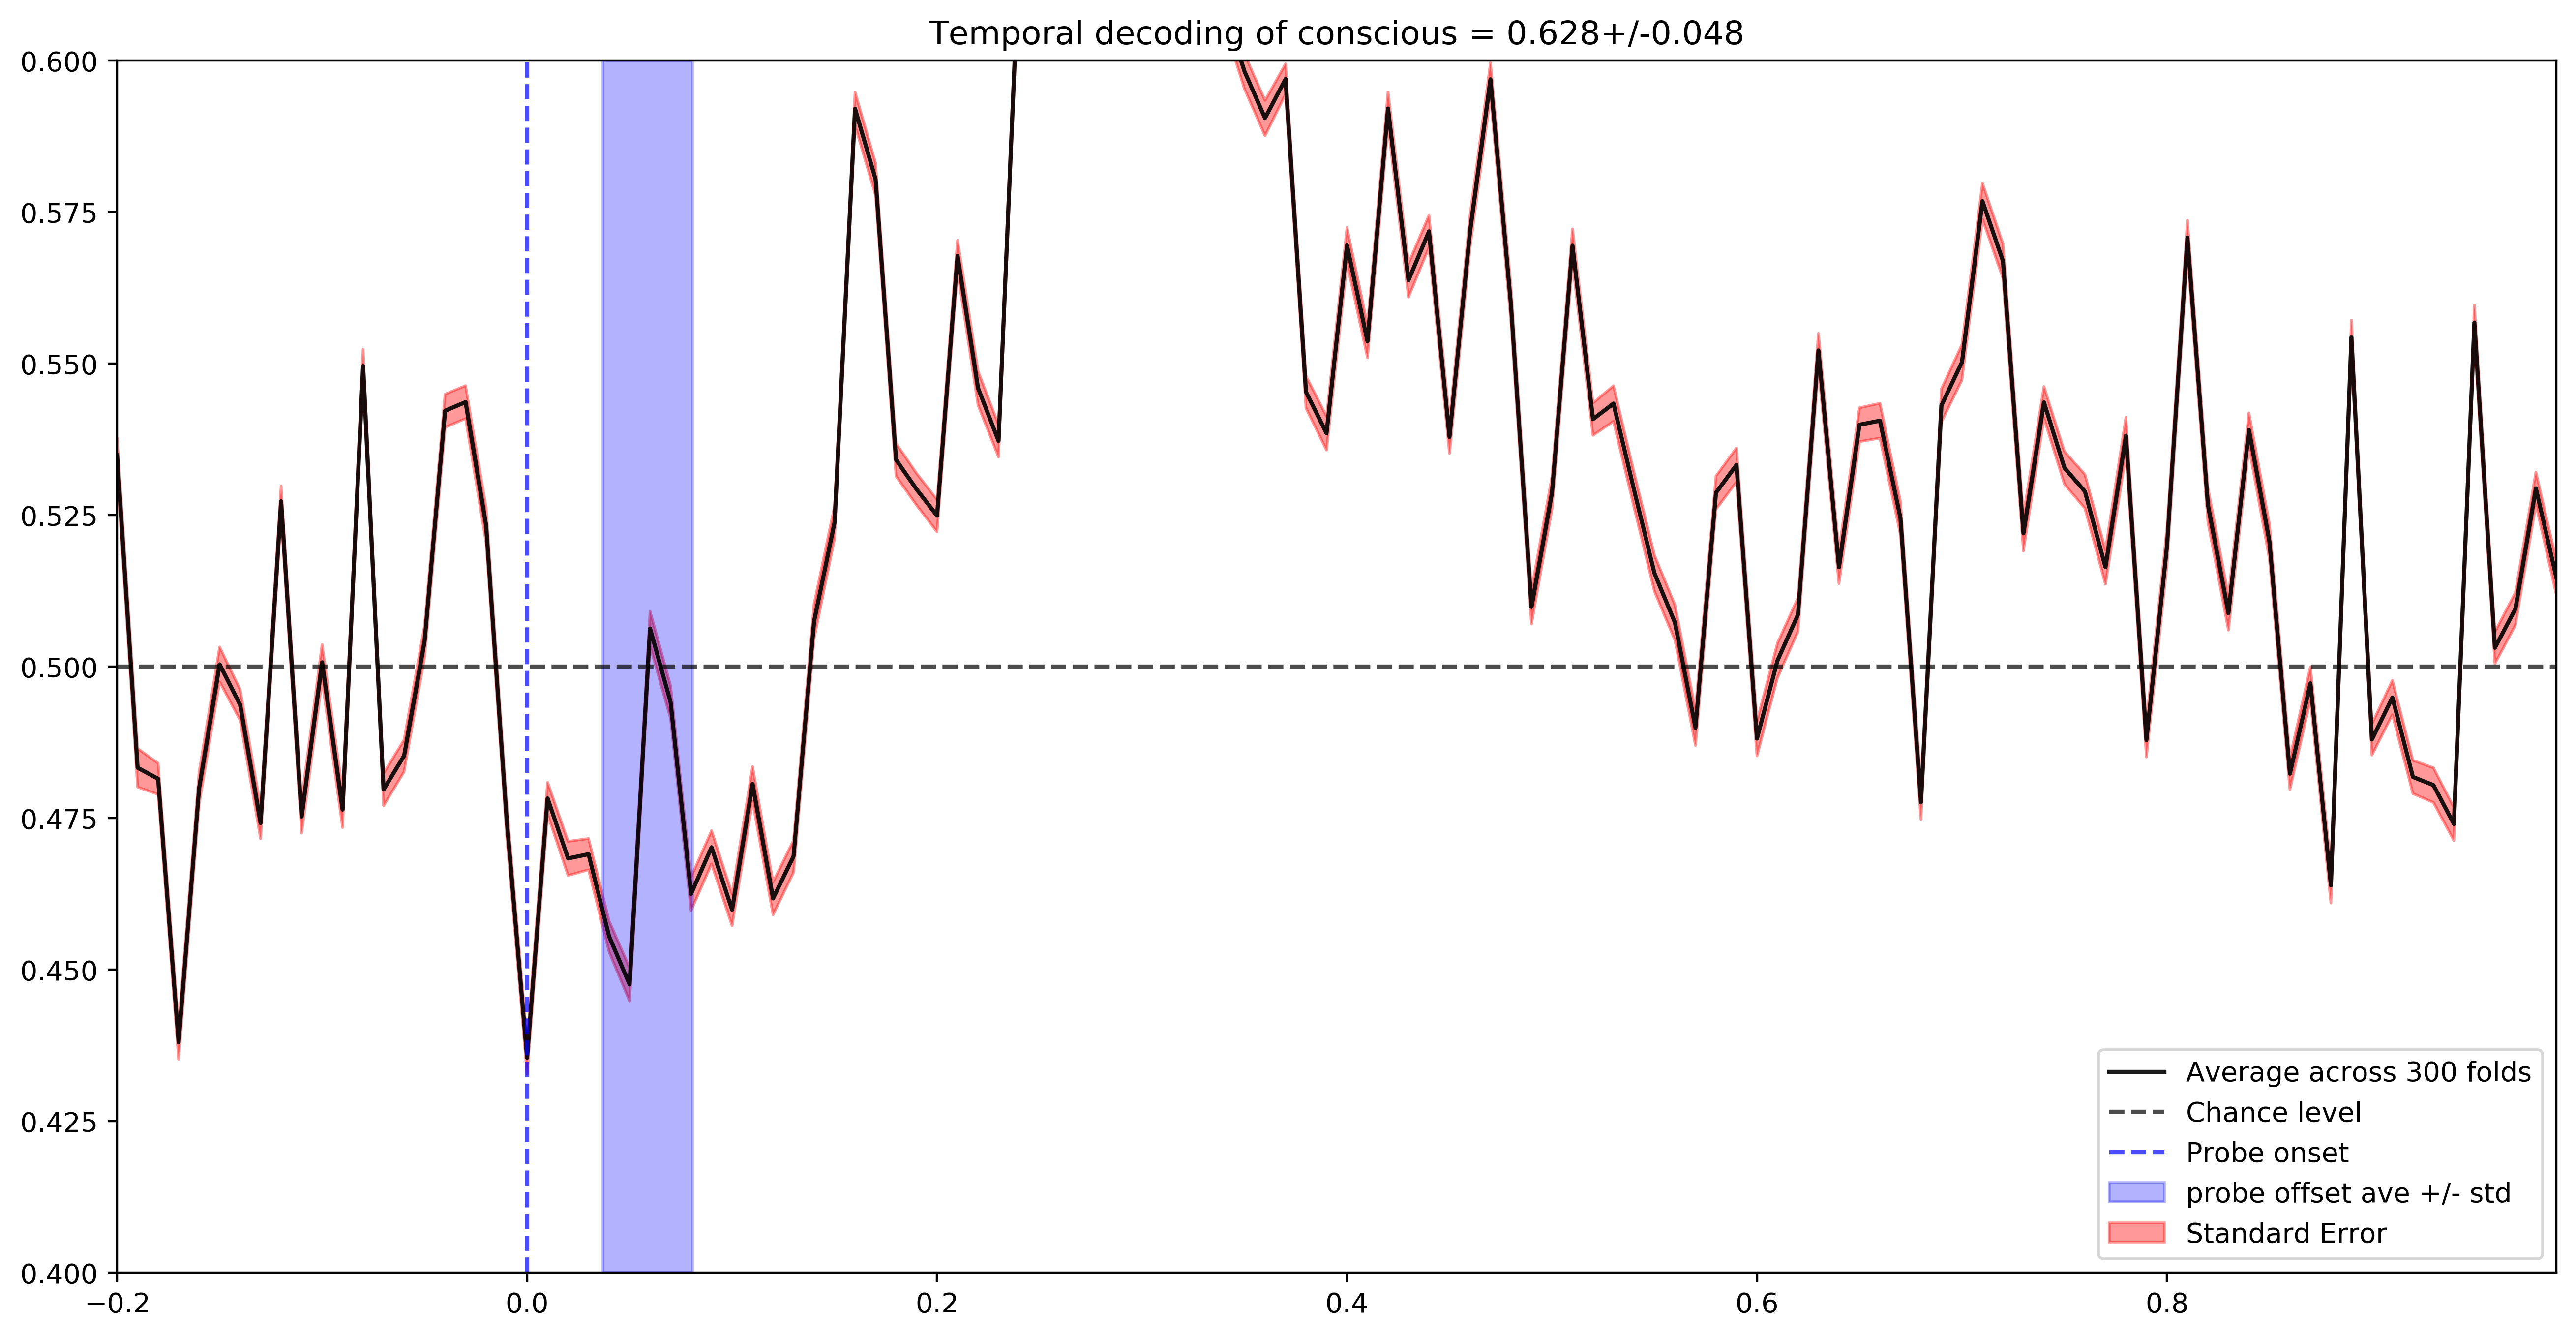 Temporal decoding of conscious = 0.628+/-0.048
0.600
0.575
0.550
0.525
0.500
0.475
0.450
0.425
0.400
−0.2
0.0
0.2
0.4
0.6
0.8
Average across 300 folds
Chance level
Probe onset
probe offset ave +/- std
Standard Error